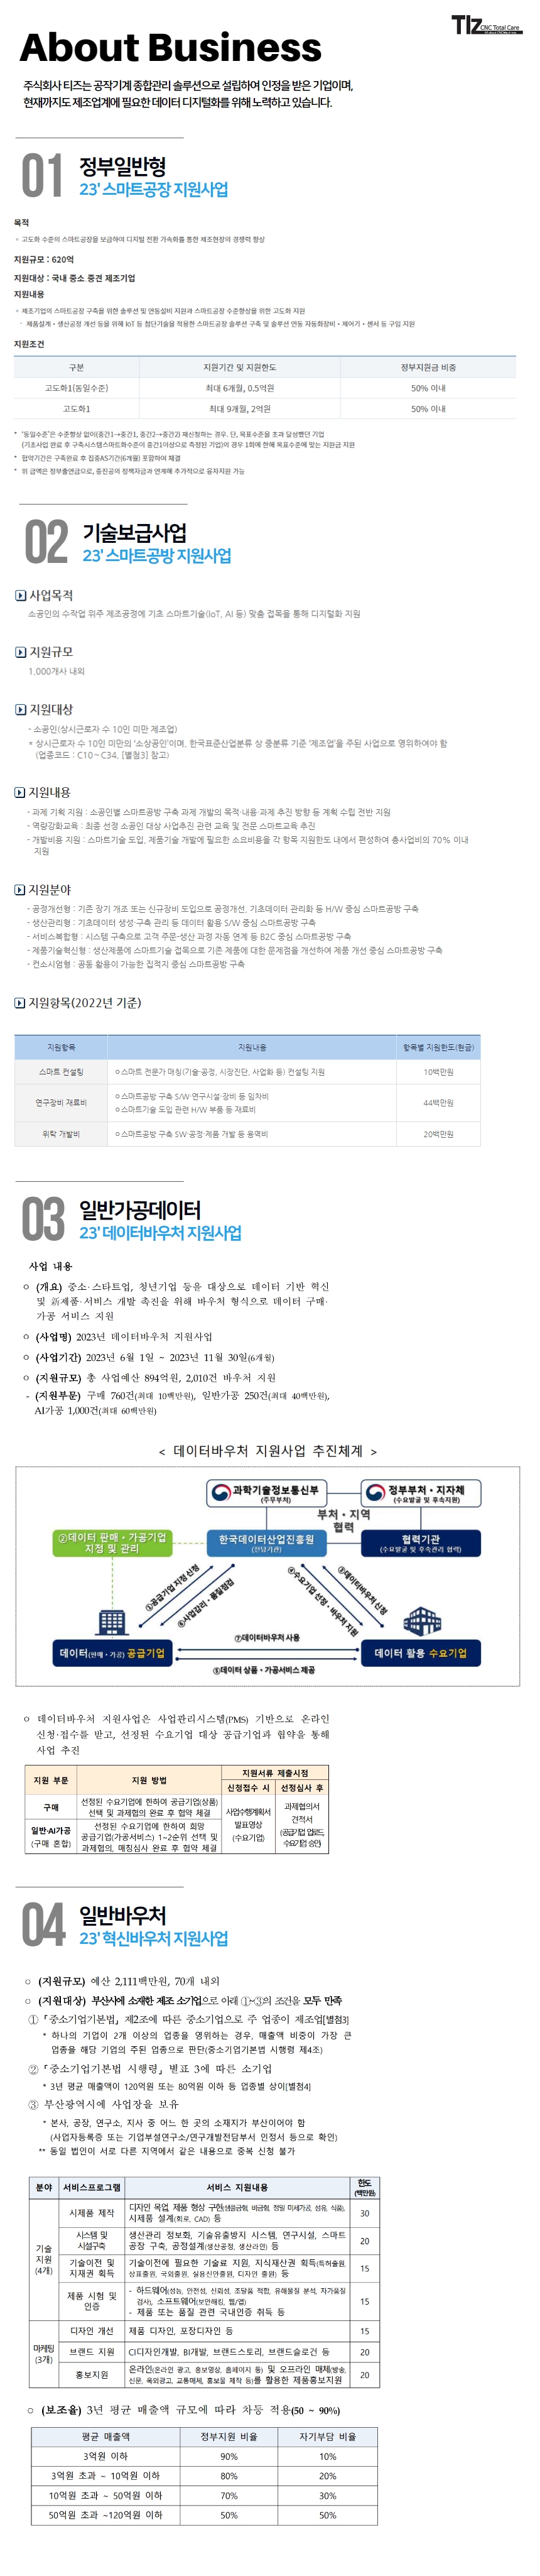 TIZ CNC Total Care
About Business
주식회사 티즈는 공작기계 종합관리 솔루션으로 설립하여 인정을 받은 기업이며,
현재까지도 제조업계에 필요한 데이터 디지털화를 위해 노력하고 있습니다.
01 정부일반형
23' 스마트공장 지원사업
목적
◦ 고도화 수준의 스마트공장을 보급하여 디지털 전환 가속화를 통한 제조현장의 경쟁력 향상
지원규모 : 620억
지원대상 : 국내 중소 중견 제조기업
지원내용
◦ 제조기업의 스마트공장 구축을 위한 솔루션 및 연동설비 지원과 스마트공장 수준향상을 위한 고도화 지원
- 제품설계・생산공정 개선 등을 위해 IoT 등 첨단기술을 적용한 스마트공장 솔루션 구축 및 솔루션 연동 자동화장비・제어기・센서 등 구입 지원
지원조건
구분 지원기간 및 지원한도 정부지원금 비중
고도화1(동일수준) 최대 6개월, 0.5억원 50% 이내
고도화1 최대 9개월, 2억원 50% 이내
* '동일수준'은 수준향상 없이(중간1→중간1, 중간2→중간2) 재신청하는 경우. 단, 목표수준을 초과 달성했던 기업
(기초사업 완료 후 구축시스템스마트화수준이 중간1이상으로 측정된 기업)의 경우 1회에 한해 목표수준에 맞는 지원금 지원
* 협약기간은 구축완료 후 집중AS기간(6개월) 포함하여 체결
* 위 금액은 정부출연금으로, 중진공의 정책자금과 연계해 추가적으로 융자지원 가능
02 기술보급사업
23' 스마트공방 지원사업
사업목적
소공인의 수작업 위주 제조공정에 기초 스마트기술(IoT, AI 등) 맞춤 접목을 통해 디지털화 지원
지원규모
1,000개사 내외
지원대상
- 소공인(상시근로자 수 10인 미만 제조업)
* 상시근로자 수 10인 미만의 '소상공인'이며, 한국표준산업분류 상 중분류 기준 '제조업'을 주된 사업으로 영위하여야 함
(업종코드 : C10~C34, [별첨3] 참고)
지원내용
- 과제 기획 지원 : 소공인별 스마트공방 구축 과제 개발의 목적·내용·과제 추진 방향 등 계획 수립 전반 지원
- 역량강화교육 : 최종 선정 소공인 대상 사업추진 관련 교육 및 전문 스마트교육 추진
- 개발비용 지원 : 스마트기술 도입, 제품기술 개발에 필요한 소요비용을 각 항목 지원한도 내에서 편성하여 총사업비의 70% 이내
지원
지원분야
- 공정개선형 : 기존 장기 개조 또는 신규장비 도입으로 공정개선, 기초데이터 관리화 등 H/W 중심 스마트공방 구축
- 생산관리형 : 기초데이터 생성·구축 관리 등 데이터 활용 S/W 중심 스마트공방 구축
- 서비스복합형 : 시스템 구축으로 고객 주문-생산 과정 자동 연계 등 B2C 중심 스마트공방 구축
- 제품기술혁신형 : 생산제품에 스마트기술 접목으로 기존 제품에 대한 문제점을 개선하여 제품 개선 중심 스마트공방 구축
- 컨소시엄형 : 공동 활용이 가능한 집적지 중심 스마트공방 구축
지원항목(2022년 기준)
지원항목 지원내용 항목별 지원한도(현금)
스마트 컨설팅 ㅇ스마트 전문가 매칭(기술·공정, 시장진단, 사업화 등) 컨설팅 지원 10백만원
연구장비 재료비 ㅇ스마트공방 구축 S/W·연구시설·장비 등 임차비 44백만원
ㅇ스마트기술 도입 관련 H/W 부품 등 재료비
위탁 개발비 ㅇ스마트공방 구축 SW·공정·제품 개발 등 용역비 20백만원
03 일반가공데이터
23' 데이터바우처 지원사업
사업 내용
ㅇ (개요) 중소·스타트업, 청년기업 등을 대상으로 데이터 기반 혁신
및 新제품·서비스 개발 촉진을 위해 바우처 형식으로 데이터 구매·
가공 서비스 지원
ㅇ (사업명) 2023년 데이터바우처 지원사업
ㅇ (사업기간) 2023년 6월 1일 ~ 2023년 11월 30일(6개월)
ㅇ (지원규모) 총 사업예산 894억원, 2,010건 바우처 지원
- (지원부문) 구매 760건(최대 10백만원), 일반가공 250건(최대 40백만원),
AI가공 1,000건(최대 60백만원)
< 데이터바우처 지원사업 추진체계 >
과학기술정보통신부
(주무부처)
정부부처・지자체
(수요발굴 및 후속지원)
부처・지역
협력
②데이터 판매・가공기업
지정 및 관리
한국데이터산업진흥원
(전담기관)
협력기관
(수요발굴 및 후속관리 협력)
①공급기업 지정 신청
⑥사업관리・품질점검
④수요기업 선정・바우처 지원
③데이터바우처 신청
⑦데이터바우처 사용
데이터(판매・가공) 공급기업
데이터 활용 수요기업
⑤데이터 상품・가공서비스 제공
ㅇ 데이터바우처 지원사업은 사업관리시스템(PMS) 기반으로 온라인
신청·접수를 받고, 선정된 수요기업 대상 공급기업과 협약을 통해
사업 추진
지원 부문 지원 방법 지원서류 제출시점
신청접수 시 선정심사 후
구매 선정된 수요기업에 한하여 공급기업(상품)
선택 및 과제협의 완료 후 협약 체결
일반·AI가공
(구매 혼합)
선정된 수요기업에 한하여 희망
공급기업(가공서비스) 1~2순위 선택 및
과제협의, 매칭심사 완료 후 협약 체결
사업수행계획서
발표영상
(수요기업)
과제협의서
견적서
(공급기업 업로드,
수요기업 승인)
04 일반바우처
23' 혁신바우처 지원사업
○ (지원규모) 예산 2,111백만원, 70개 내외
○ (지원대상) 부산시에 소재한 제조 소기업으로 아래 ①~③의 조건을 모두 만족
①「중소기업기본법」제2조에 따른 중소기업으로 주 업종이 제조업[별첨3]
* 하나의 기업이 2개 이상의 업종을 영위하는 경우, 매출액 비중이 가장 큰
업종을 해당 기업의 주된 업종으로 판단(중소기업기본법 시행령 제4조)
②「중소기업기본법 시행령」별표 3에 따른 소기업
* 3년 평균 매출액이 120억원 또는 80억원 이하 등 업종별 상이[별첨4]
③ 부산광역시에 사업장을 보유
* 본사, 공장, 연구소, 지사 중 어느 한 곳의 소재지가 부산이어야 함
(사업자등록증 또는 기업부설연구소/연구개발전담부서 인정서 등으로 확인)
** 동일 법인이 서로 다른 지역에서 같은 내용으로 중복 신청 불가
분야 서비스프로그램 서비스 지원내용 한도
(백만원)
기술
지원
(4개)
시제품 제작 디자인 목업, 제품 형상 구현(샘플금형, 비금형, 정밀 미세가공, 섬유, 식품),
시제품 설계(회로, CAD) 등 30
시스템 및
시설구축 생산관리 정보화, 기술유출방지 시스템, 연구시설, 스마트
공장 구축, 공정설계(생산공정, 생산라인) 등 20
기술이전 및
지재권 획득 기술이전에 필요한 기술료 지원, 지식재산권 획득(특허출원,
상표출원, 국외출원, 실용신안출원, 디자인 출원) 등 15
제품 시험 및
인증 - 하드웨어(성능, 안전성, 신뢰성, 조달품 적합, 유해물질 분석, 자가품질
검사), 소프트웨어(보안해킹, 웹/앱)
- 제품 또는 품질 관련 국내인증 취득 등 15
마케팅
(3개)
디자인 개선 제품 디자인, 포장디자인 등 15
브랜드 지원 CI디자인개발, BI개발, 브랜드스토리, 브랜드슬로건 등 20
홍보지원 온라인(온라인 광고, 홍보영상, 홈페이지 등) 및 오프라인 매체(방송,
신문, 옥외광고, 교통매체, 홍보물 제작 등)를 활용한 제품홍보지원 20
○ (보조율) 3년 평균 매출액 규모에 따라 차등 적용(50 ~ 90%)
평균 매출액 정부지원 비율 자기부담 비율
3억원 이하 90% 10%
3억원 초과 ~ 10억원 이하 80% 20%
10억원 초과 ~ 50억원 이하 70% 30%
50억원 초과 ~120억원 이하 50% 50%